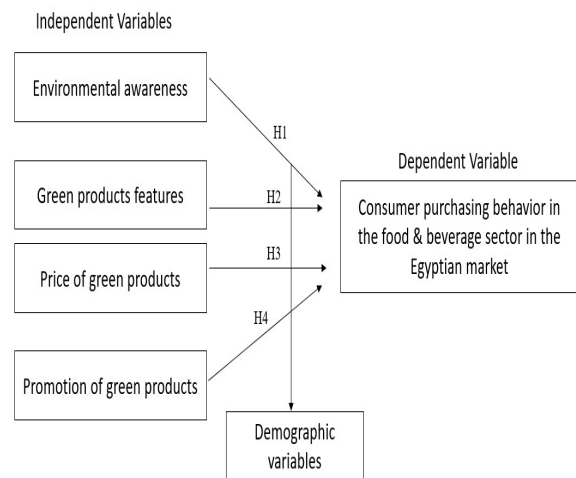 Independent Variables
Environmental awareness
H1
Dependent Variable
Green products features
H2
Consumer purchasing behavior in
the food & beverage sector in the
Egyptian market
H3
Price of green products
H4
Promotion of green products
Demographic
variables